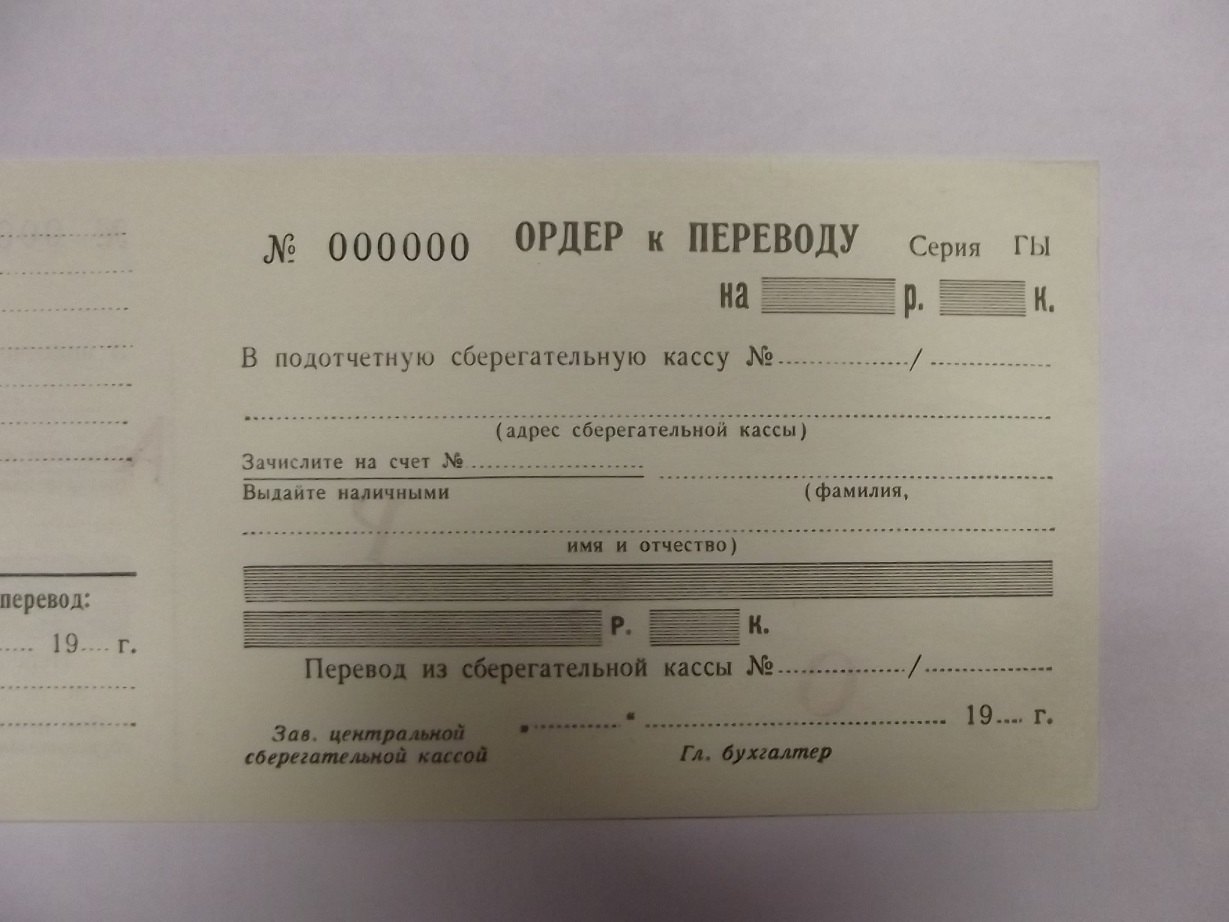 № 000000 ОРДЕР к ПЕРЕВОДУ Серия ГЫ
на р. к.
В подотчетную сберегательную кассу № ............... / ...............
(адрес сберегательной кассы)
Зачислите на счет № ...............
Выдайте наличными (фамилия,
имя и отчество)
Р. К.
перевод:
..... 19.... г.
Перевод из сберегательной кассы № ............... / ...............
„ ............... “ ............... 19.... г.
Зав. центральной
сберегательной кассой Гл. бухгалтер